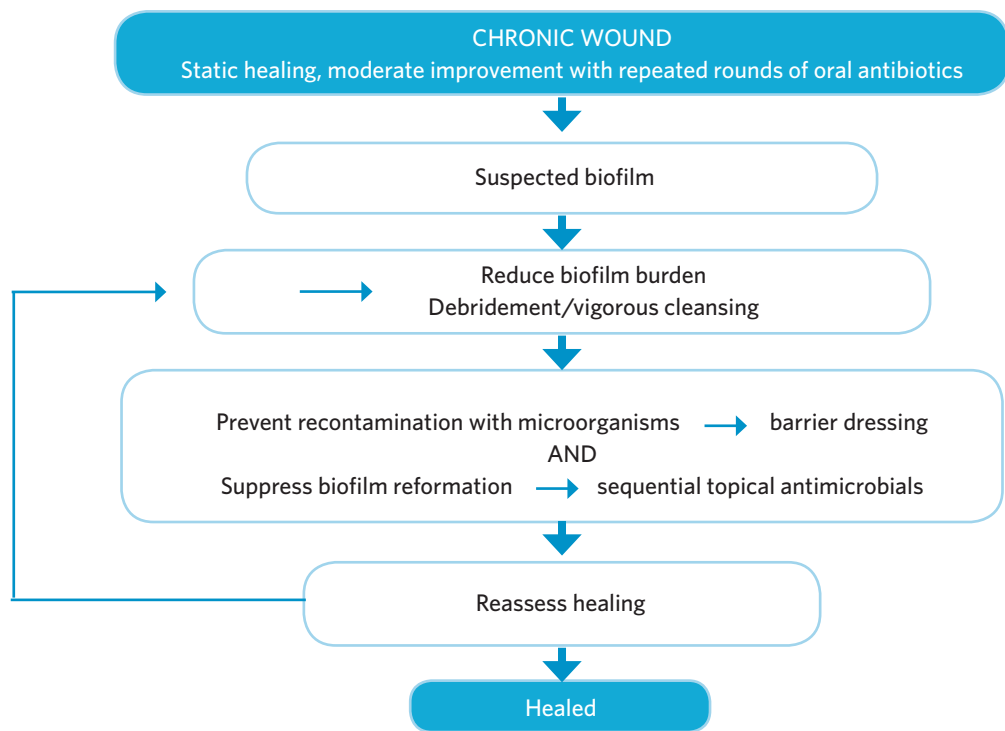 CHRONIC WOUND
Static healing, moderate improvement with repeated rounds of oral antibiotics
Suspected biofilm
Reduce biofilm burden
Debridement/vigorous cleansing
Prevent recontamination with microorganisms barrier dressing
AND
Suppress biofilm reformation sequential topical antimicrobials
Reassess healing
Healed